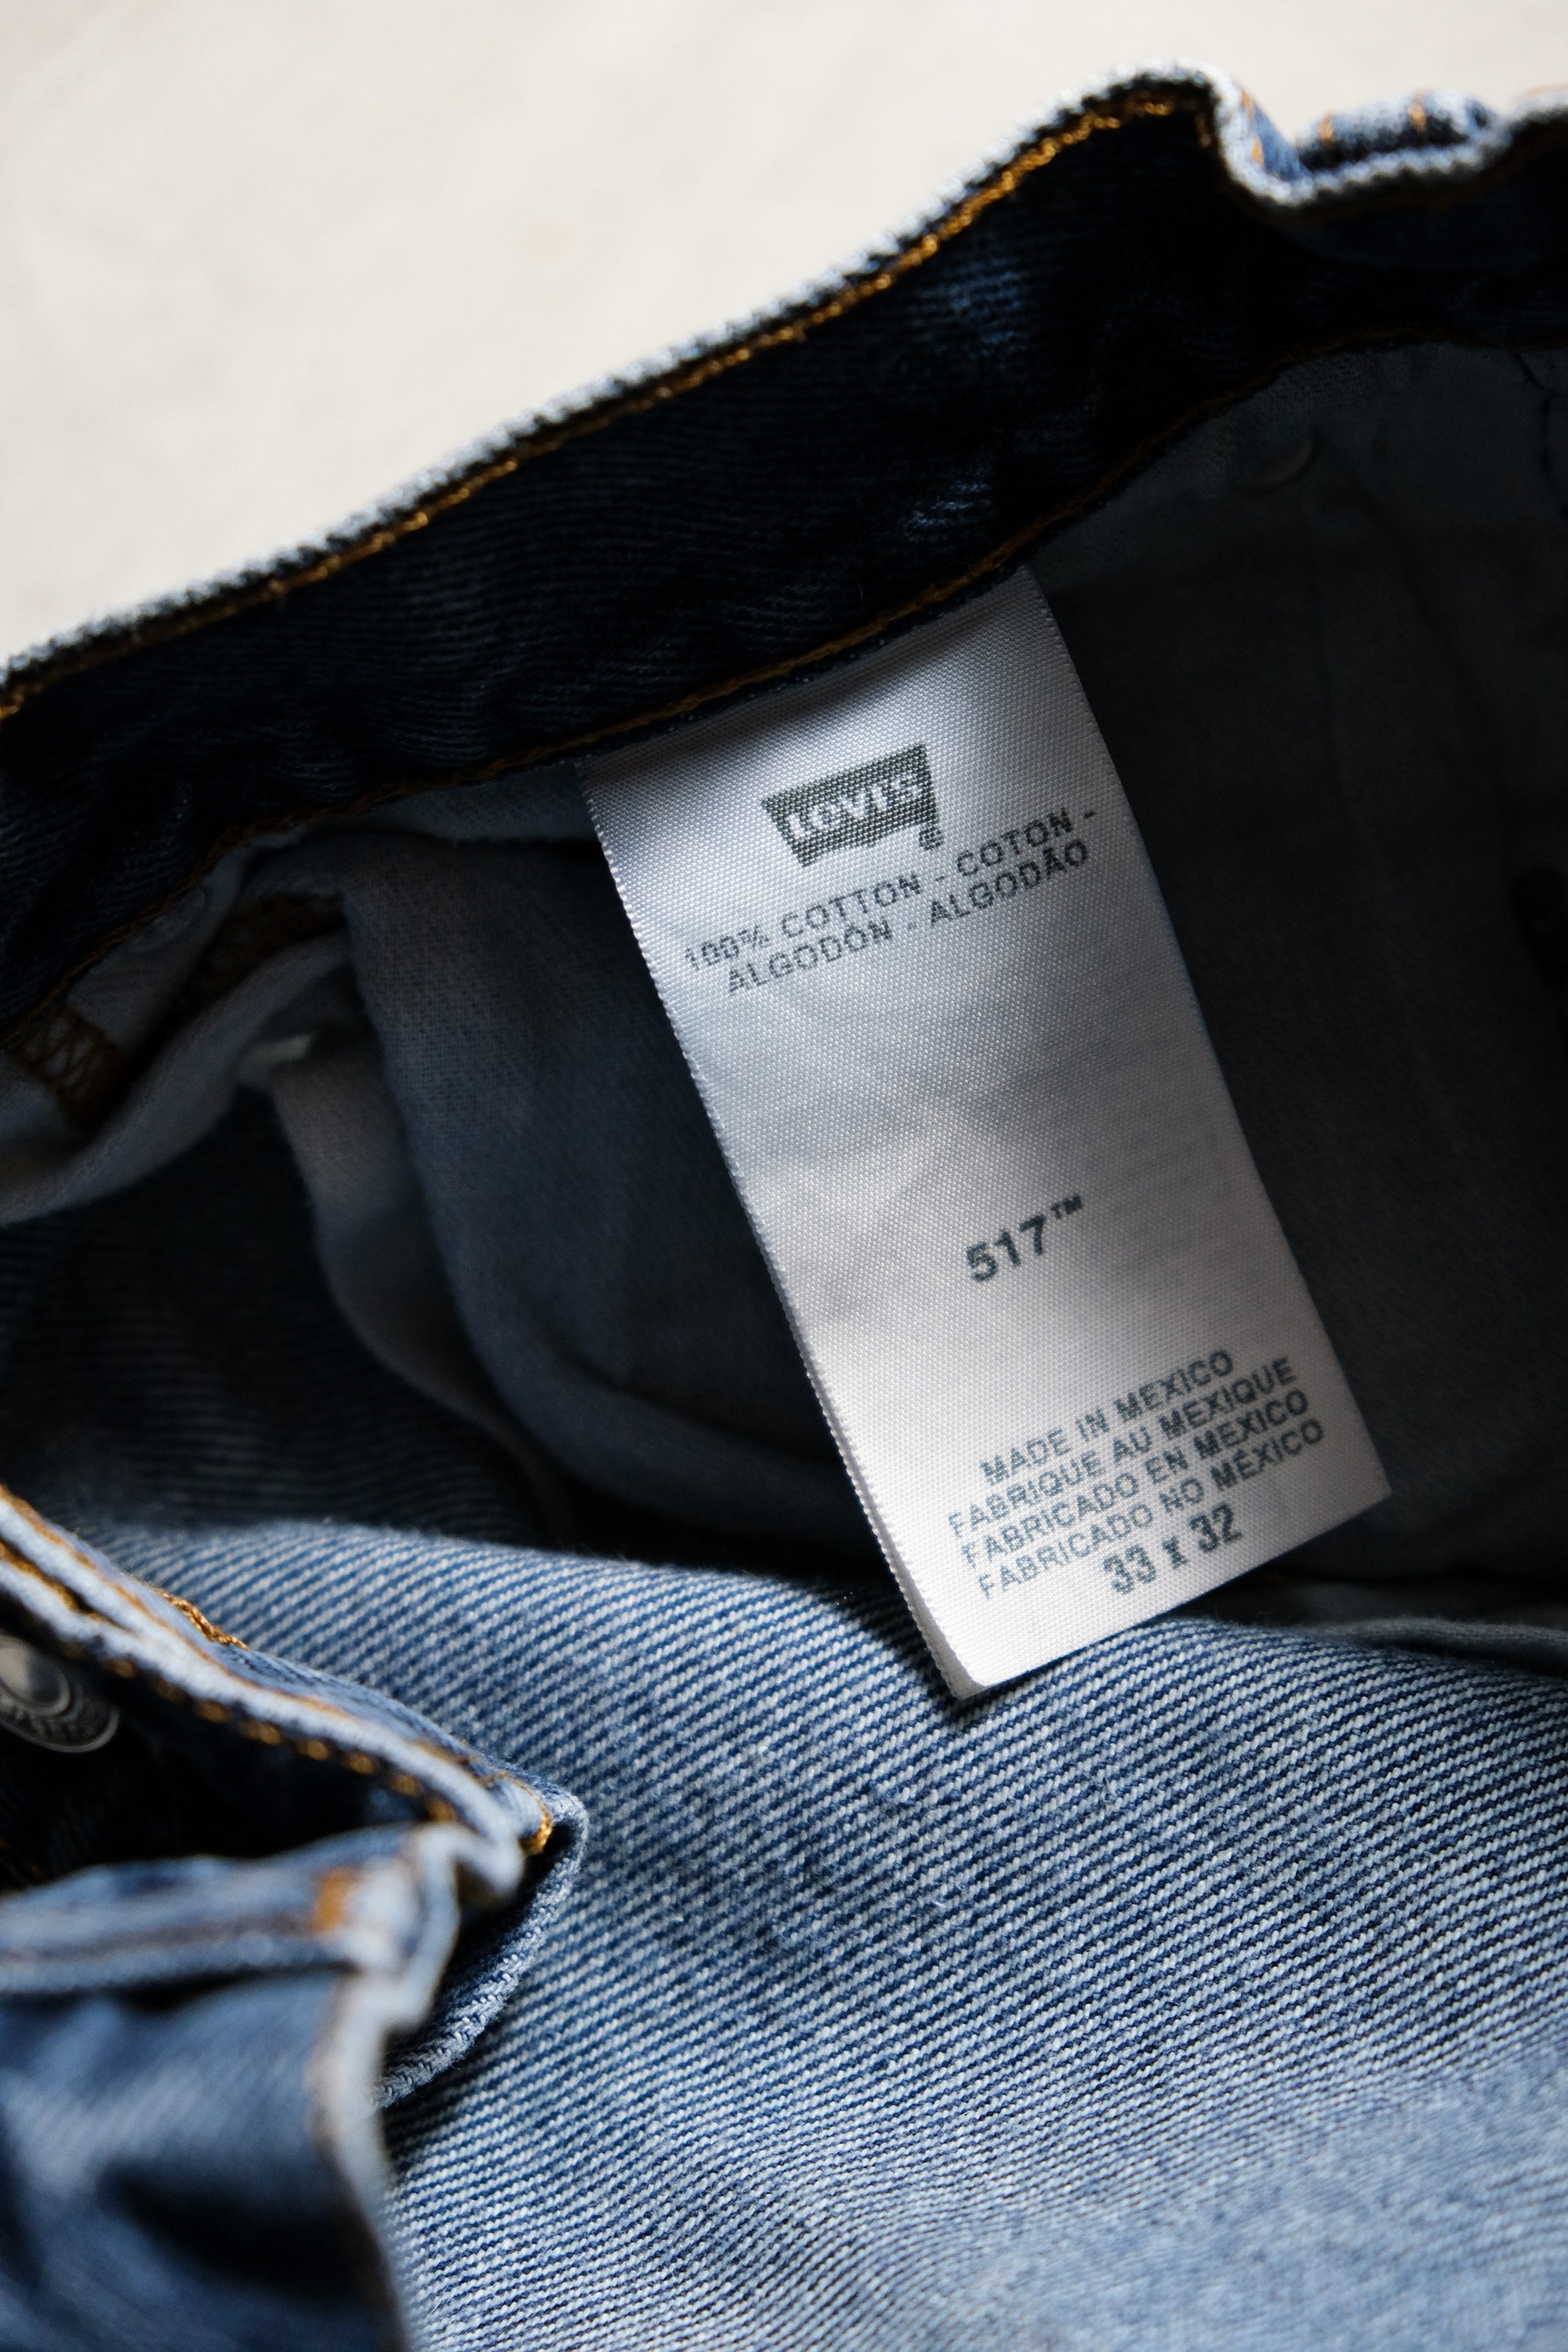 LEVI'S
®
100% COTTON - COTON -
ALGODÓN - ALGODÃO
517™
MADE IN MEXICO
FABRIQUE AU MEXIQUE
FABRICADO EN MEXICO
FABRICADO NO MÉXICO
33 x 32